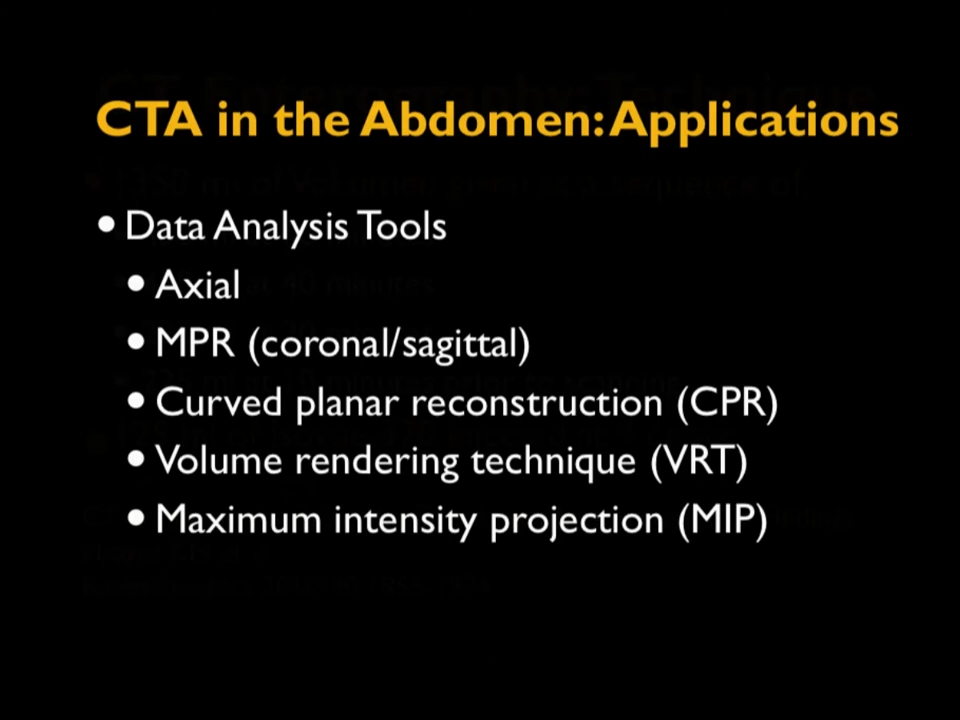 CTA in the Abdomen: Applications
• Data Analysis Tools
• Axial
• MPR (coronal/sagittal)
• Curved planar reconstruction (CPR)
• Volume rendering technique (VRT)
• Maximum intensity projection (MIP)